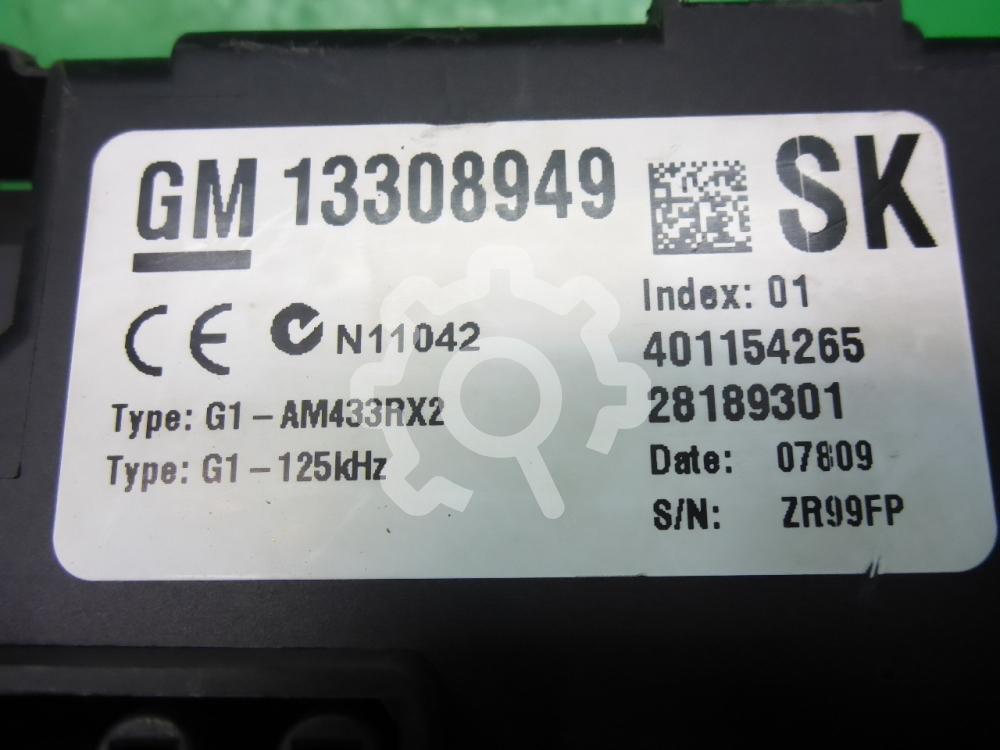 GM 13308949 SK
CE N11042
Type: G1-AM433RX2
Type: G1-125kHz
Index: 01
401154265
28189301
Date: 07809
S/N: ZR99FP